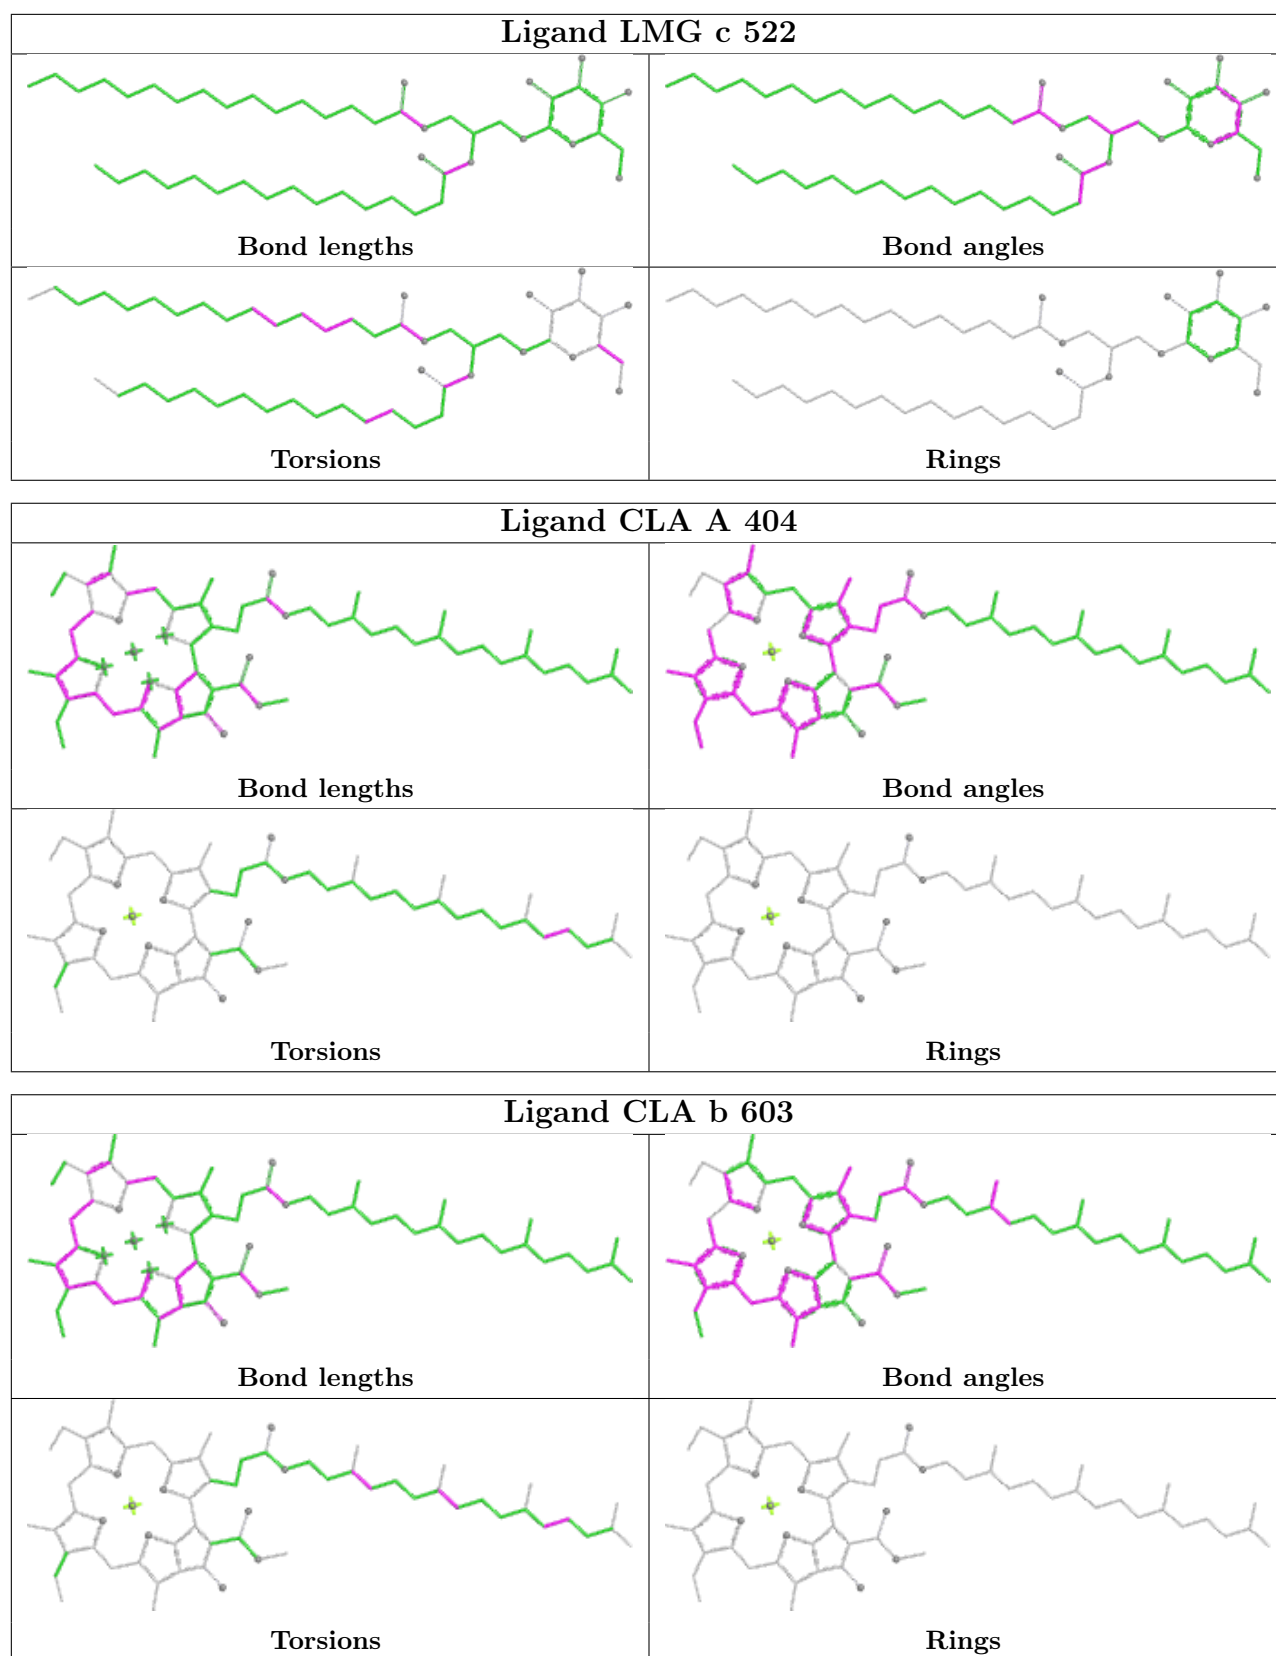 Ligand LMG c 522
Bond lengths
Bond angles
Torsions
Rings
Ligand CLA A 404
Bond lengths
Bond angles
Torsions
Rings
Ligand CLA b 603
Bond lengths
Bond angles
Torsions
Rings